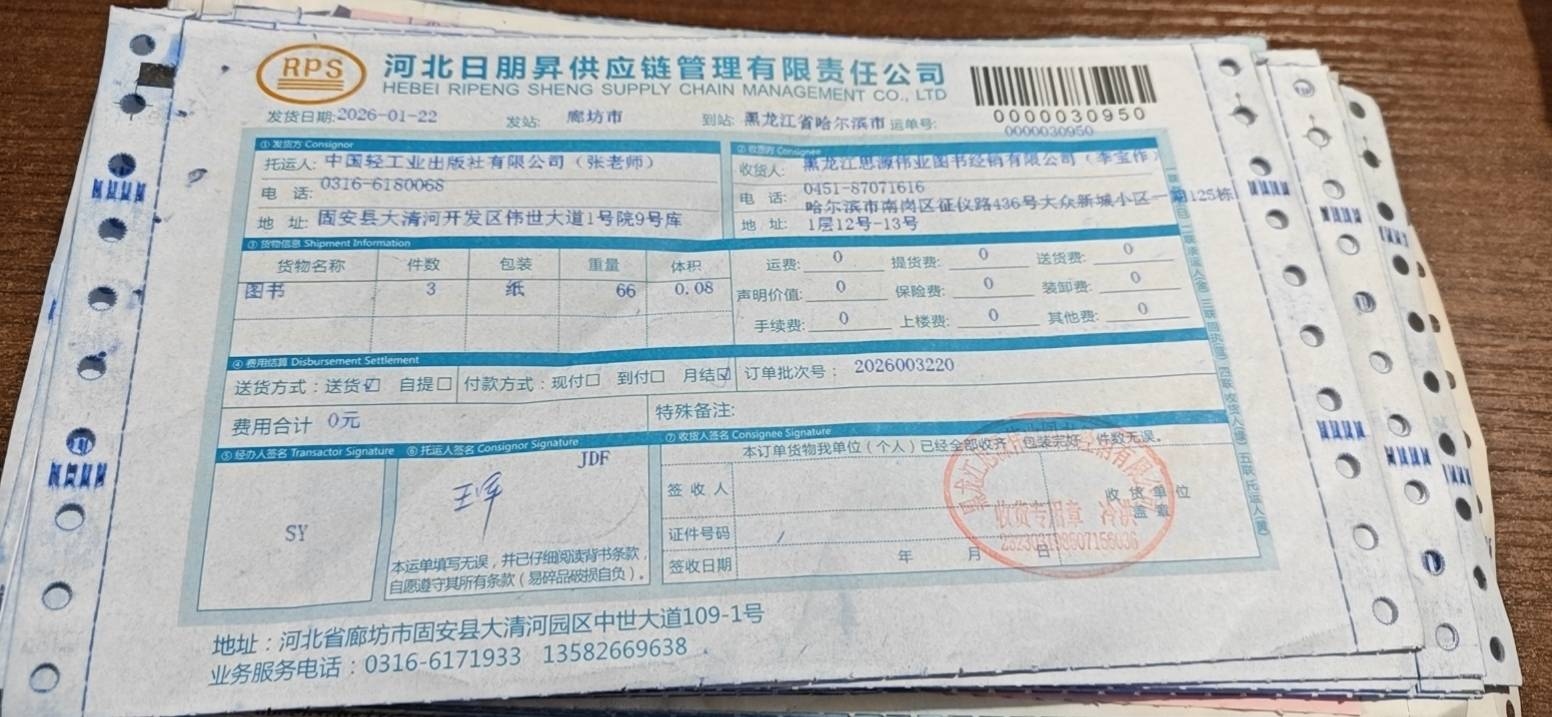 RPS
河北日朋昇供应链管理有限责任公司
HEBEI RIPENG SHENG SUPPLY CHAIN MANAGEMENT CO., LTD
0000030950
发货日期:2026-01-22 发站: 廊坊市 到站: 黑龙江省哈尔滨市 运单号: 0000030950
① 发货方 Consignor ② 收货方 Consignee
托运人: 中国轻工业出版社有限公司（张老师） 收货人: 黑龙江思源伟业图书经销有限公司（李宝作）
电 话: 0316-6180068 电 话: 0451-87071616
地 址: 固安县大清河开发区伟世大道1号院9号库 地 址: 哈尔滨市南岗区征仪路436号大众新城小区一期125栋
1层12号-13号
③ 货物信息 Shipment Information
货物名称 件数 包装 重量 体积 运费: 0 提货费: 0 送货费: 0
图书 3 纸 66 0.08 声明价值: 0 保险费: 0 装卸费: 0
手续费: 0 上楼费: 0 其他费: 0
④ 费用结算 Disbursement Settlement
送货方式：送货☑ 自提☐ 付款方式：现付☐ 到付☐ 月结☑ 订单批次号： 2026003220
费用合计 0元 特殊备注:
⑤ 经办人签名 Transactor Signature ⑥ 托运人签名 Consignor Signature ⑦ 收货人签名 Consignee Signature
JDF 本订单货物我单位（个人）已经全部收齐，包装完好，件数无误。
SY
签 收 人 收 货 单 位
盖 章
证件号码
签收日期 年 月 日
收货专用章
本运单填写无误，并已仔细阅读背书条款，
自愿遵守其所有条款（易碎品破损自负）。
地址：河北省廊坊市固安县大清河园区中世大道109-1号
业务服务电话：0316-6171933 13582669638